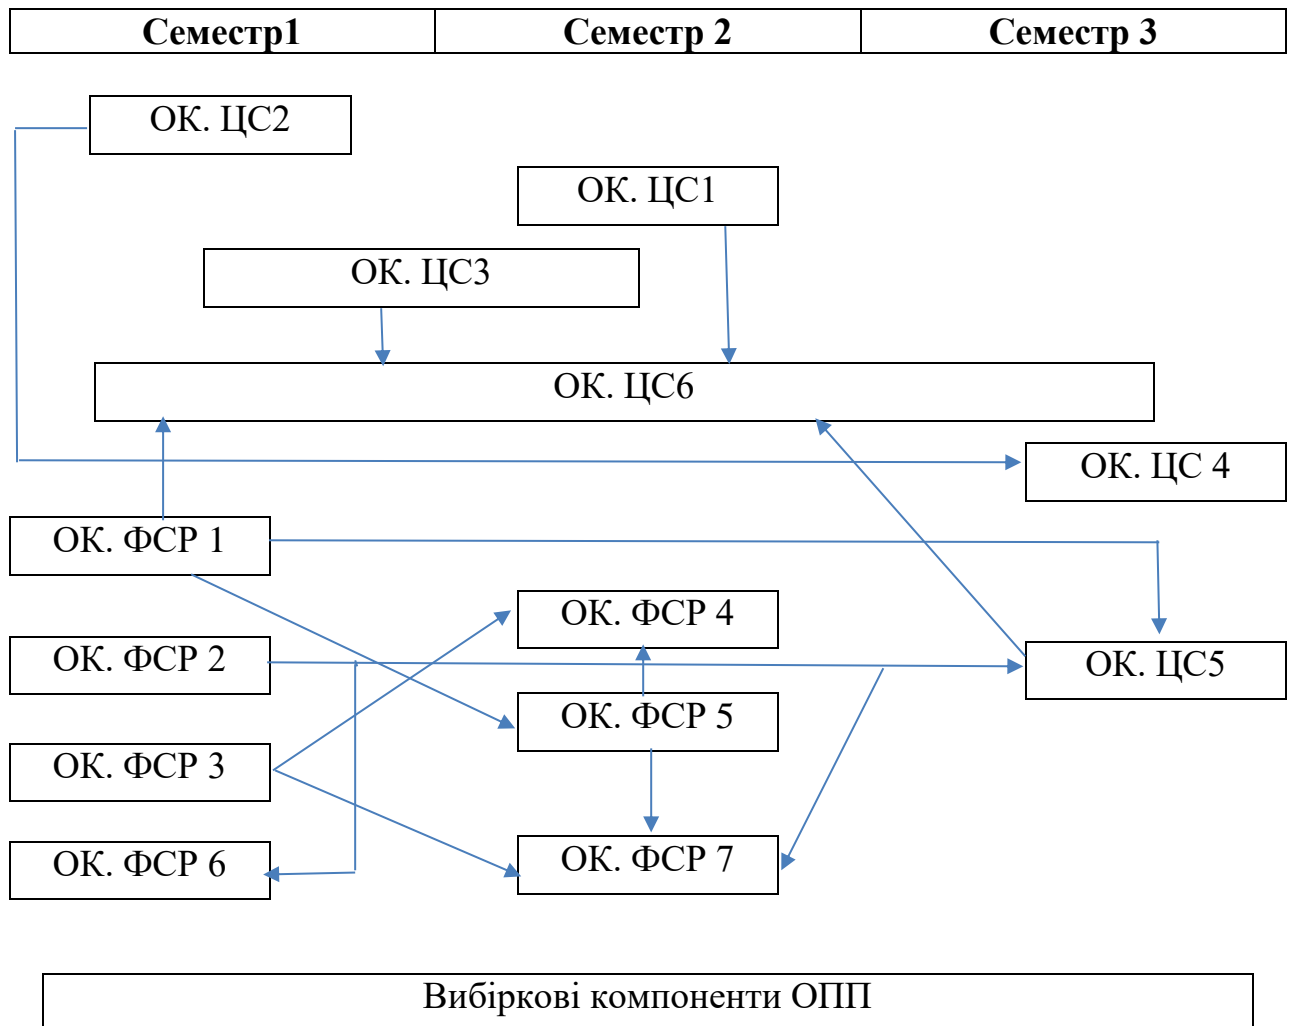 Семестр1 Семестр 2 Семестр 3
ОК. ЦС2
ОК. ЦС1
ОК. ЦС3
ОК. ЦС6
ОК. ЦС 4
ОК. ФСР 1
ОК. ФСР 4
ОК. ФСР 2
ОК. ЦС5
ОК. ФСР 5
ОК. ФСР 3
ОК. ФСР 6
ОК. ФСР 7
Вибіркові компоненти ОПП